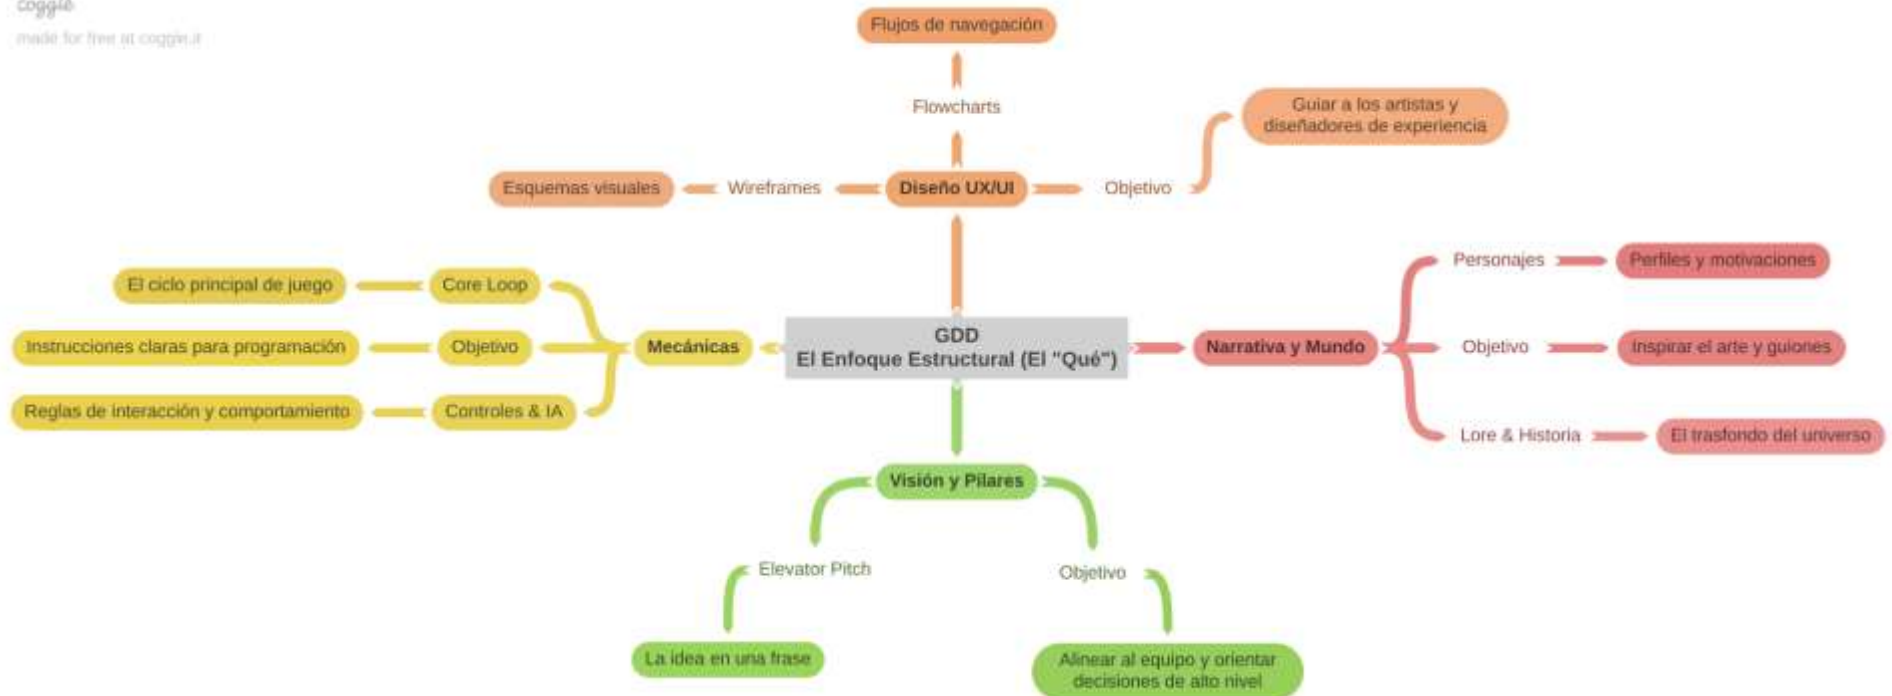 coggle
made for free at coggle.it
Flujos de navegación
Flowcharts
Guiar a los artistas y
diseñadores de experiencia
Esquemas visuales
Wireframes
Diseño UX/UI
Objetivo
Personajes
Perfiles y motivaciones
El ciclo principal de juego
Core Loop
Instrucciones claras para programación
Objetivo
Mecánicas
GDD
El Enfoque Estructural (El "Qué")
Narrativa y Mundo
Objetivo
Inspirar el arte y guiones
Reglas de interacción y comportamiento
Controles & IA
Lore & Historia
El trasfondo del universo
Visión y Pilares
Elevator Pitch
Objetivo
La idea en una frase
Alinear al equipo y orientar
decisiones de alto nivel